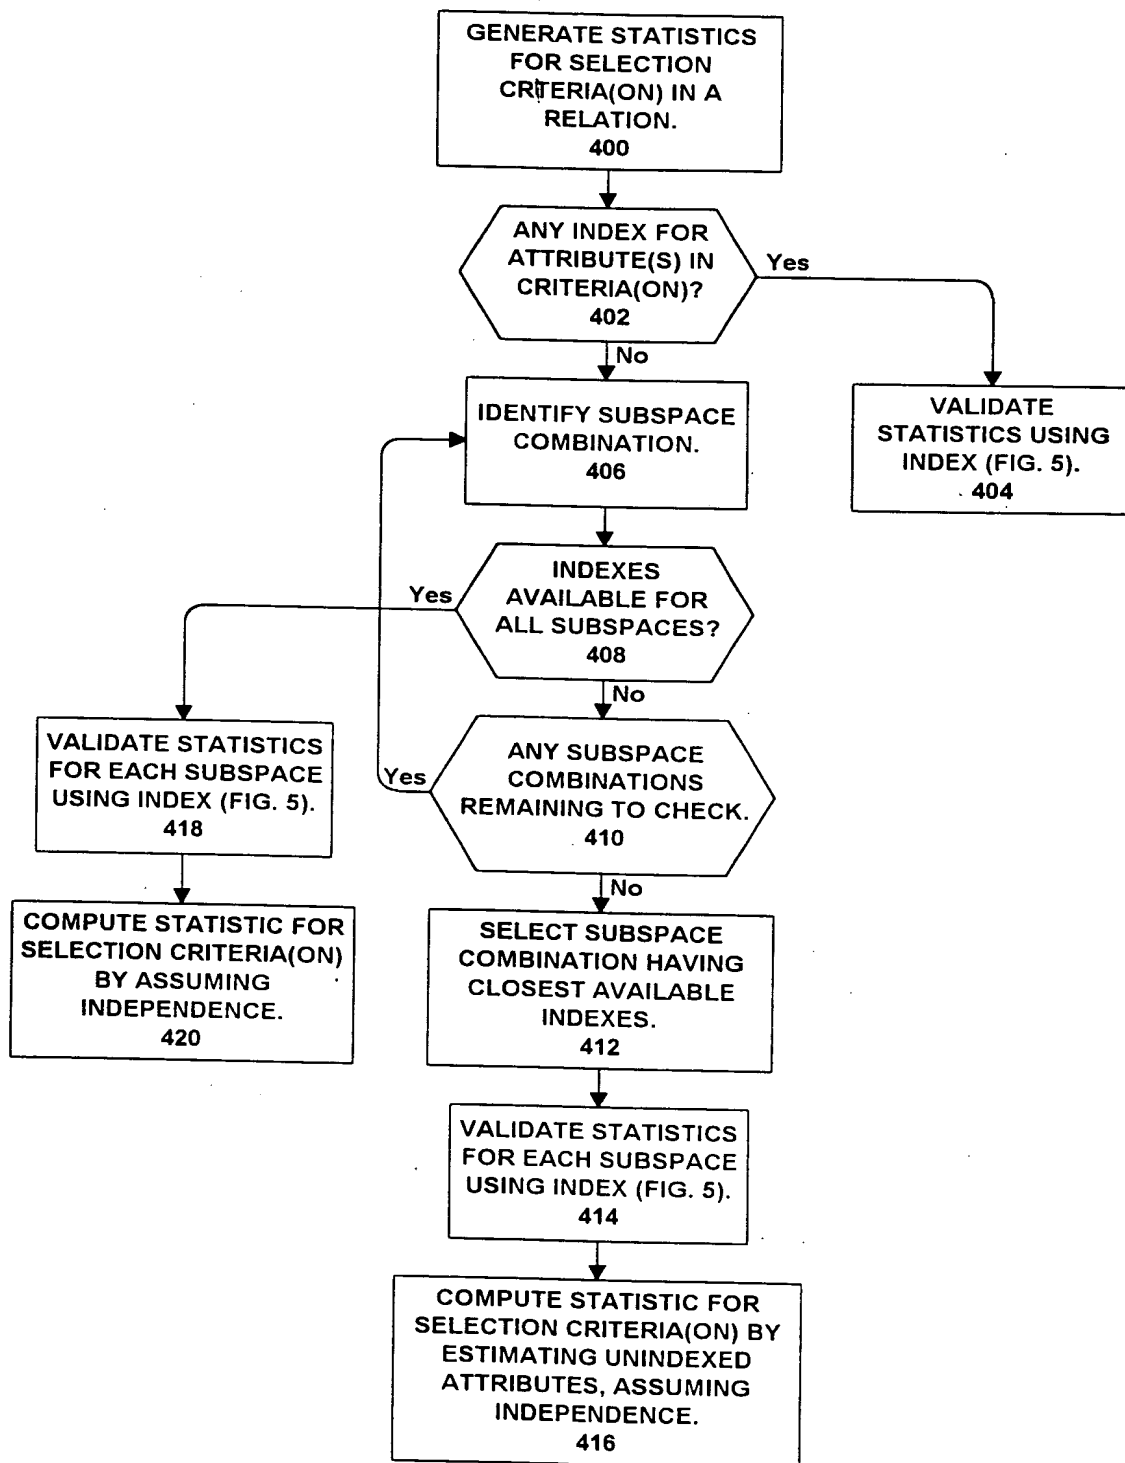 GENERATE STATISTICS
FOR SELECTION
CRITERIA(ON) IN A
RELATION.
400
ANY INDEX FOR
ATTRIBUTE(S) IN
CRITERIA(ON)?
402
Yes
No
VALIDATE
STATISTICS USING
INDEX (FIG. 5).
404
IDENTIFY SUBSPACE
COMBINATION.
406
INDEXES
AVAILABLE FOR
ALL SUBSPACES?
408
Yes
No
ANY SUBSPACE
COMBINATIONS
REMAINING TO CHECK.
410
Yes
No
VALIDATE STATISTICS
FOR EACH SUBSPACE
USING INDEX (FIG. 5).
418
COMPUTE STATISTIC FOR
SELECTION CRITERIA(ON)
BY ASSUMING
INDEPENDENCE.
420
SELECT SUBSPACE
COMBINATION HAVING
CLOSEST AVAILABLE
INDEXES.
412
VALIDATE STATISTICS
FOR EACH SUBSPACE
USING INDEX (FIG. 5).
414
COMPUTE STATISTIC FOR
SELECTION CRITERIA(ON) BY
ESTIMATING UNINDEXED
ATTRIBUTES, ASSUMING
INDEPENDENCE.
416